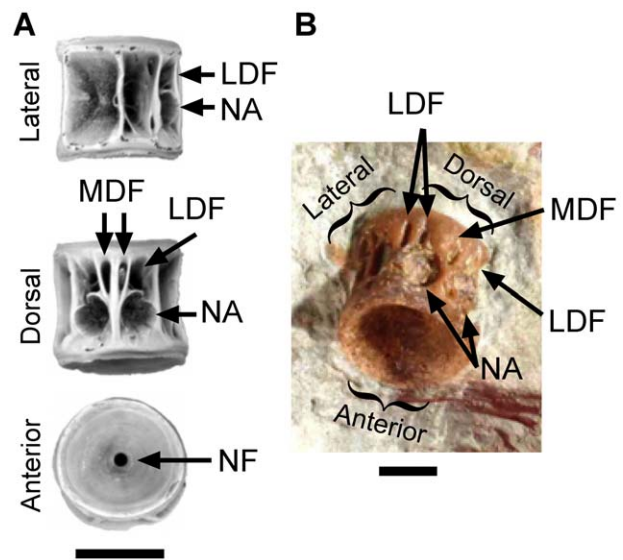 A
Lateral
LDF
NA
MDF
LDF
Dorsal
NA
Anterior
NF
B
LDF
Lateral
Dorsal
MDF
LDF
NA
Anterior